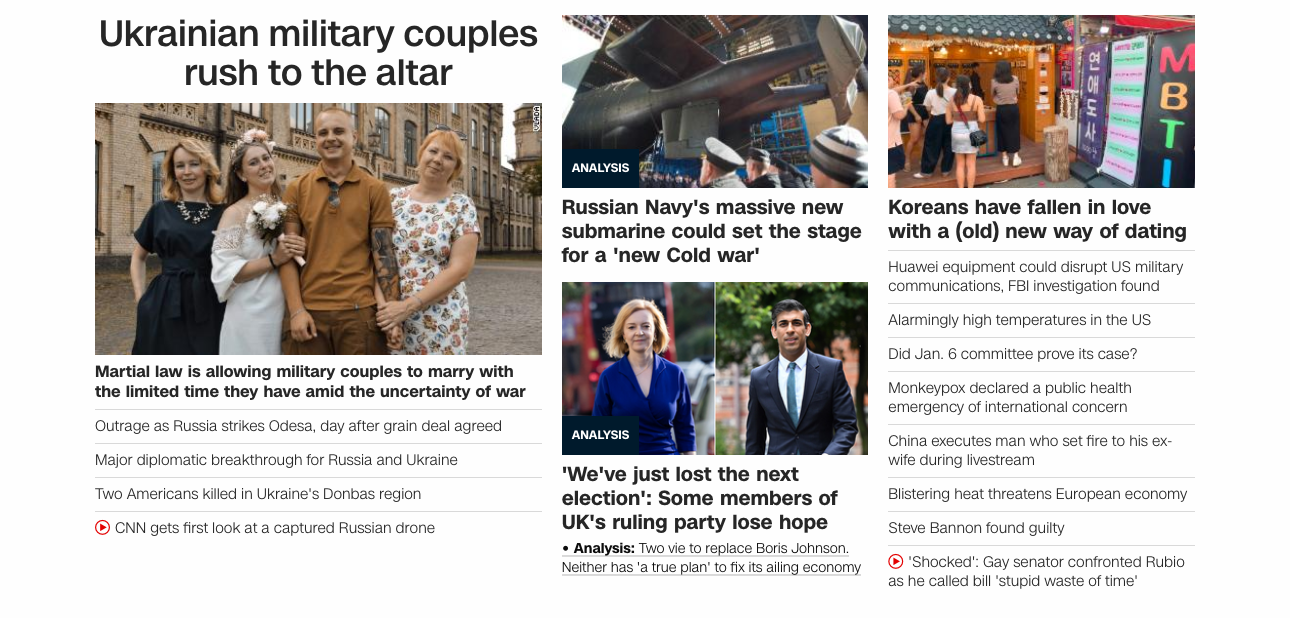 Ukrainian military couples
rush to the altar
Martial law is allowing military couples to marry with
the limited time they have amid the uncertainty of war
Outrage as Russia strikes Odesa, day after grain deal agreed
Major diplomatic breakthrough for Russia and Ukraine
Two Americans killed in Ukraine's Donbas region
CNN gets first look at a captured Russian drone
ANALYSIS
Russian Navy's massive new
submarine could set the stage
for a 'new Cold war'
ANALYSIS
'We've just lost the next
election': Some members of
UK's ruling party lose hope
• Analysis: Two vie to replace Boris Johnson.
Neither has 'a true plan' to fix its ailing economy
연애도사
MBTI
Koreans have fallen in love
with a (old) new way of dating
Huawei equipment could disrupt US military
communications, FBI investigation found
Alarmingly high temperatures in the US
Did Jan. 6 committee prove its case?
Monkeypox declared a public health
emergency of international concern
China executes man who set fire to his ex-
wife during livestream
Blistering heat threatens European economy
Steve Bannon found guilty
'Shocked': Gay senator confronted Rubio
as he called bill 'stupid waste of time'